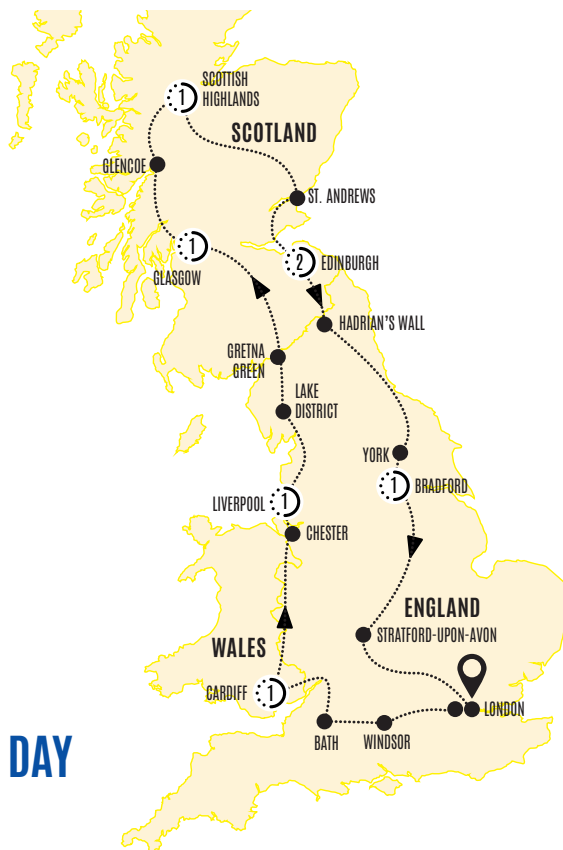 SCOTTISH
HIGHLANDS
1
SCOTLAND
GLENCOE
ST. ANDREWS
1
GLASGOW
2
EDINBURGH
HADRIAN'S WALL
GRETNA
GREEN
LAKE
DISTRICT
YORK
1
BRADFORD
LIVERPOOL
1
CHESTER
ENGLAND
STRATFORD-UPON-AVON
WALES
CARDIFF
1
LONDON
BATH
WINDSOR
DAY